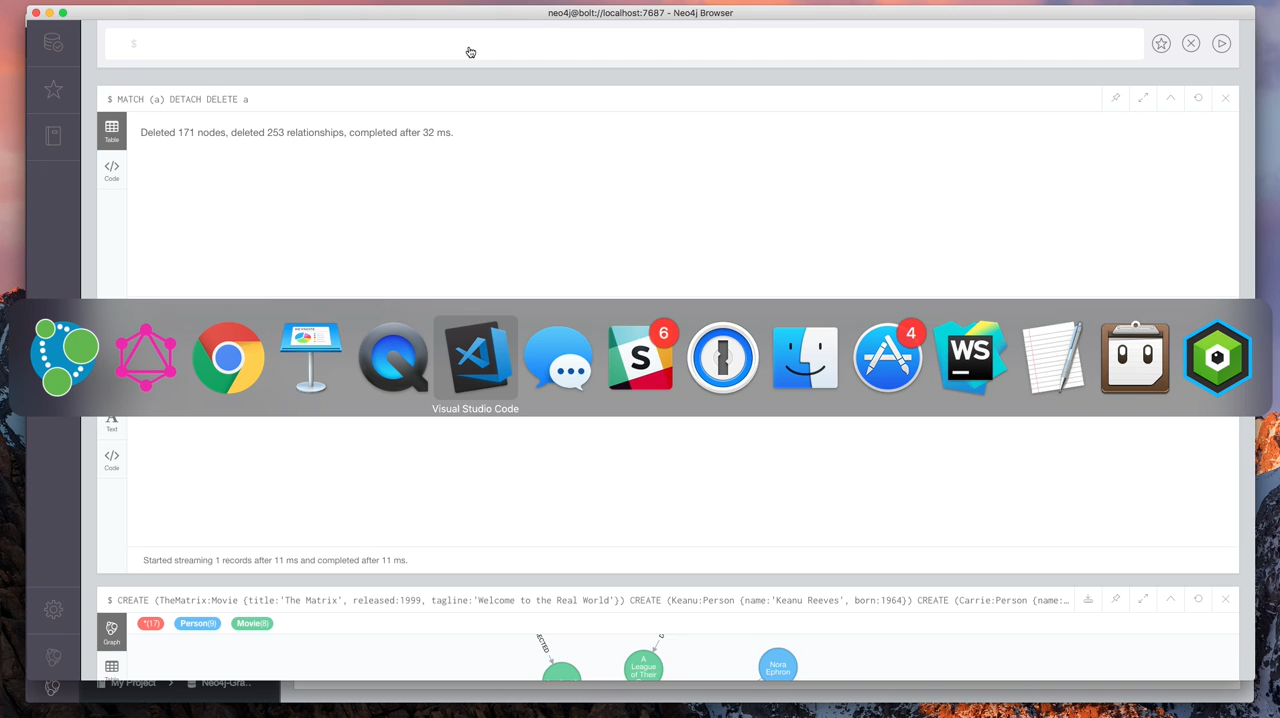 neo4j@bolt://localhost:7687 - Neo4j Browser
$
$ MATCH (a) DETACH DELETE a
Table
Deleted 171 nodes, deleted 253 relationships, completed after 32 ms.
Code
6
S
4
WS
Visual Studio Code
A
Text
Code
Started streaming 1 records after 11 ms and completed after 11 ms.
$ CREATE (TheMatrix:Movie {title:'The Matrix', released:1999, tagline:'Welcome to the Real World'}) CREATE (Keanu:Person {name:'Keanu Reeves', born:1964}) CREATE (Carrie:Person {name:…
Graph
*(17) Person(9) Movie(8)
A
League
of Their
Nora
Ephron
Table
My Project
Neo4j-Gra…